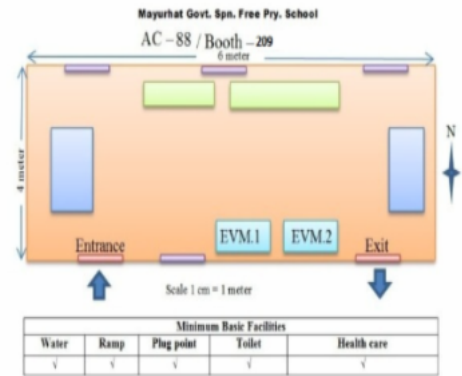 Mayurhat Govt. Spn. Free Pry. School
AC – 88 / Booth – 209
6 meter
4 meter
N
EVM.1 EVM.2
Entrance Exit
Scale 1 cm = 1 meter
Minimum Basic Facilities
Water Ramp Plug point Toilet Health care
√ √ √ √ √